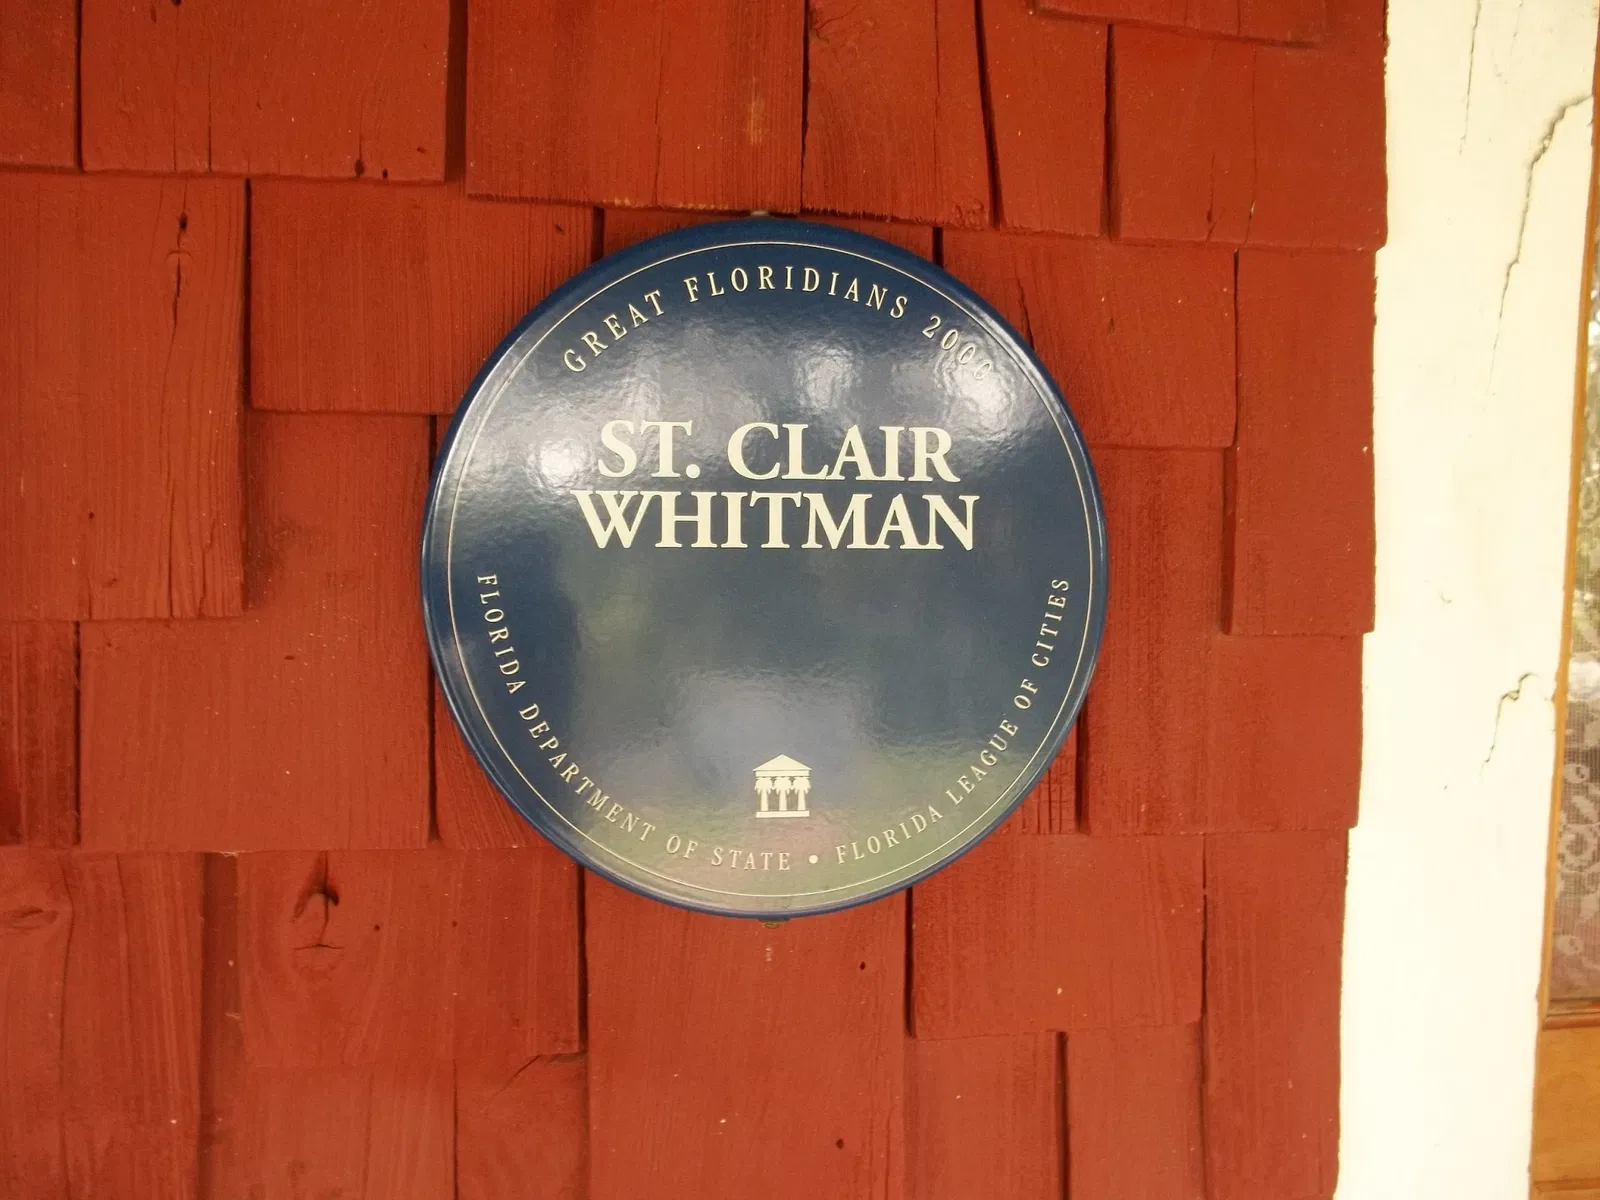 GREAT FLORIDIANS 2000
ST. CLAIR
WHITMAN
FLORIDA DEPARTMENT OF STATE • FLORIDA LEAGUE OF CITIES